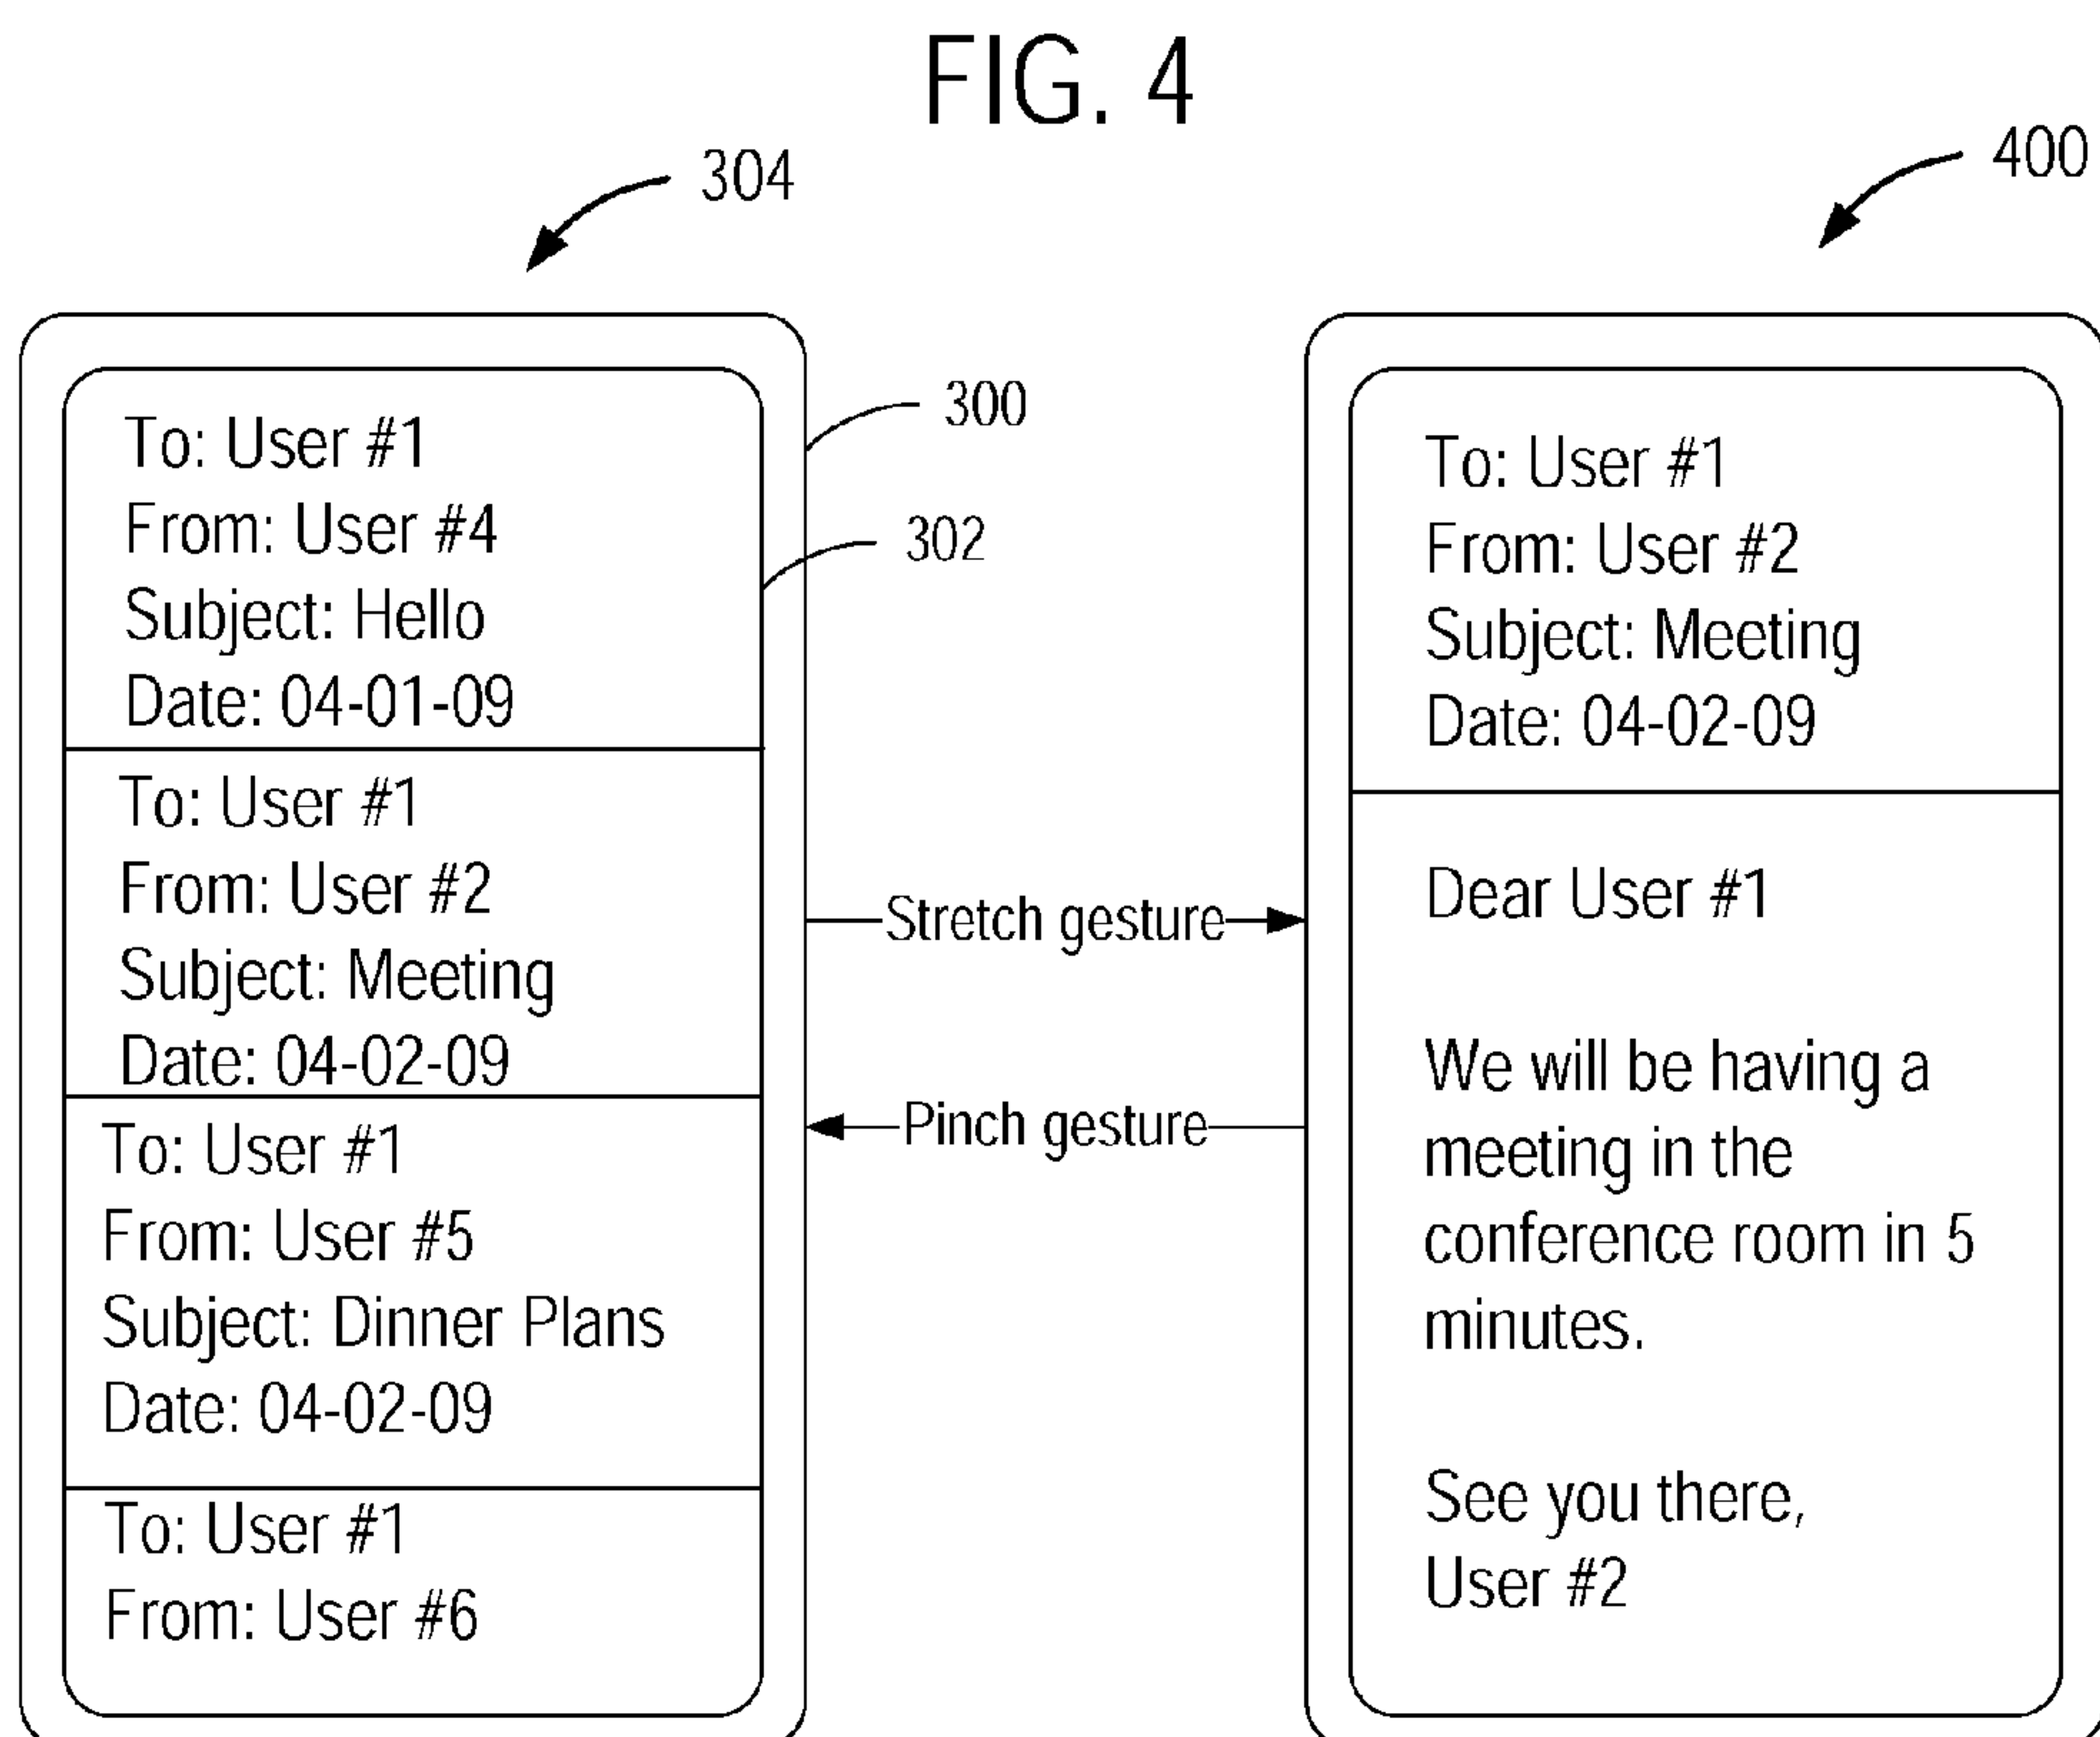 FIG. 4
304
400
300
302
To: User #1
From: User #4
Subject: Hello
Date: 04-01-09
To: User #1
From: User #2
Subject: Meeting
Date: 04-02-09
To: User #1
From: User #5
Subject: Dinner Plans
Date: 04-02-09
To: User #1
From: User #6
Stretch gesture
Pinch gesture
To: User #1
From: User #2
Subject: Meeting
Date: 04-02-09
Dear User #1
We will be having a
meeting in the
conference room in 5
minutes.
See you there,
User #2